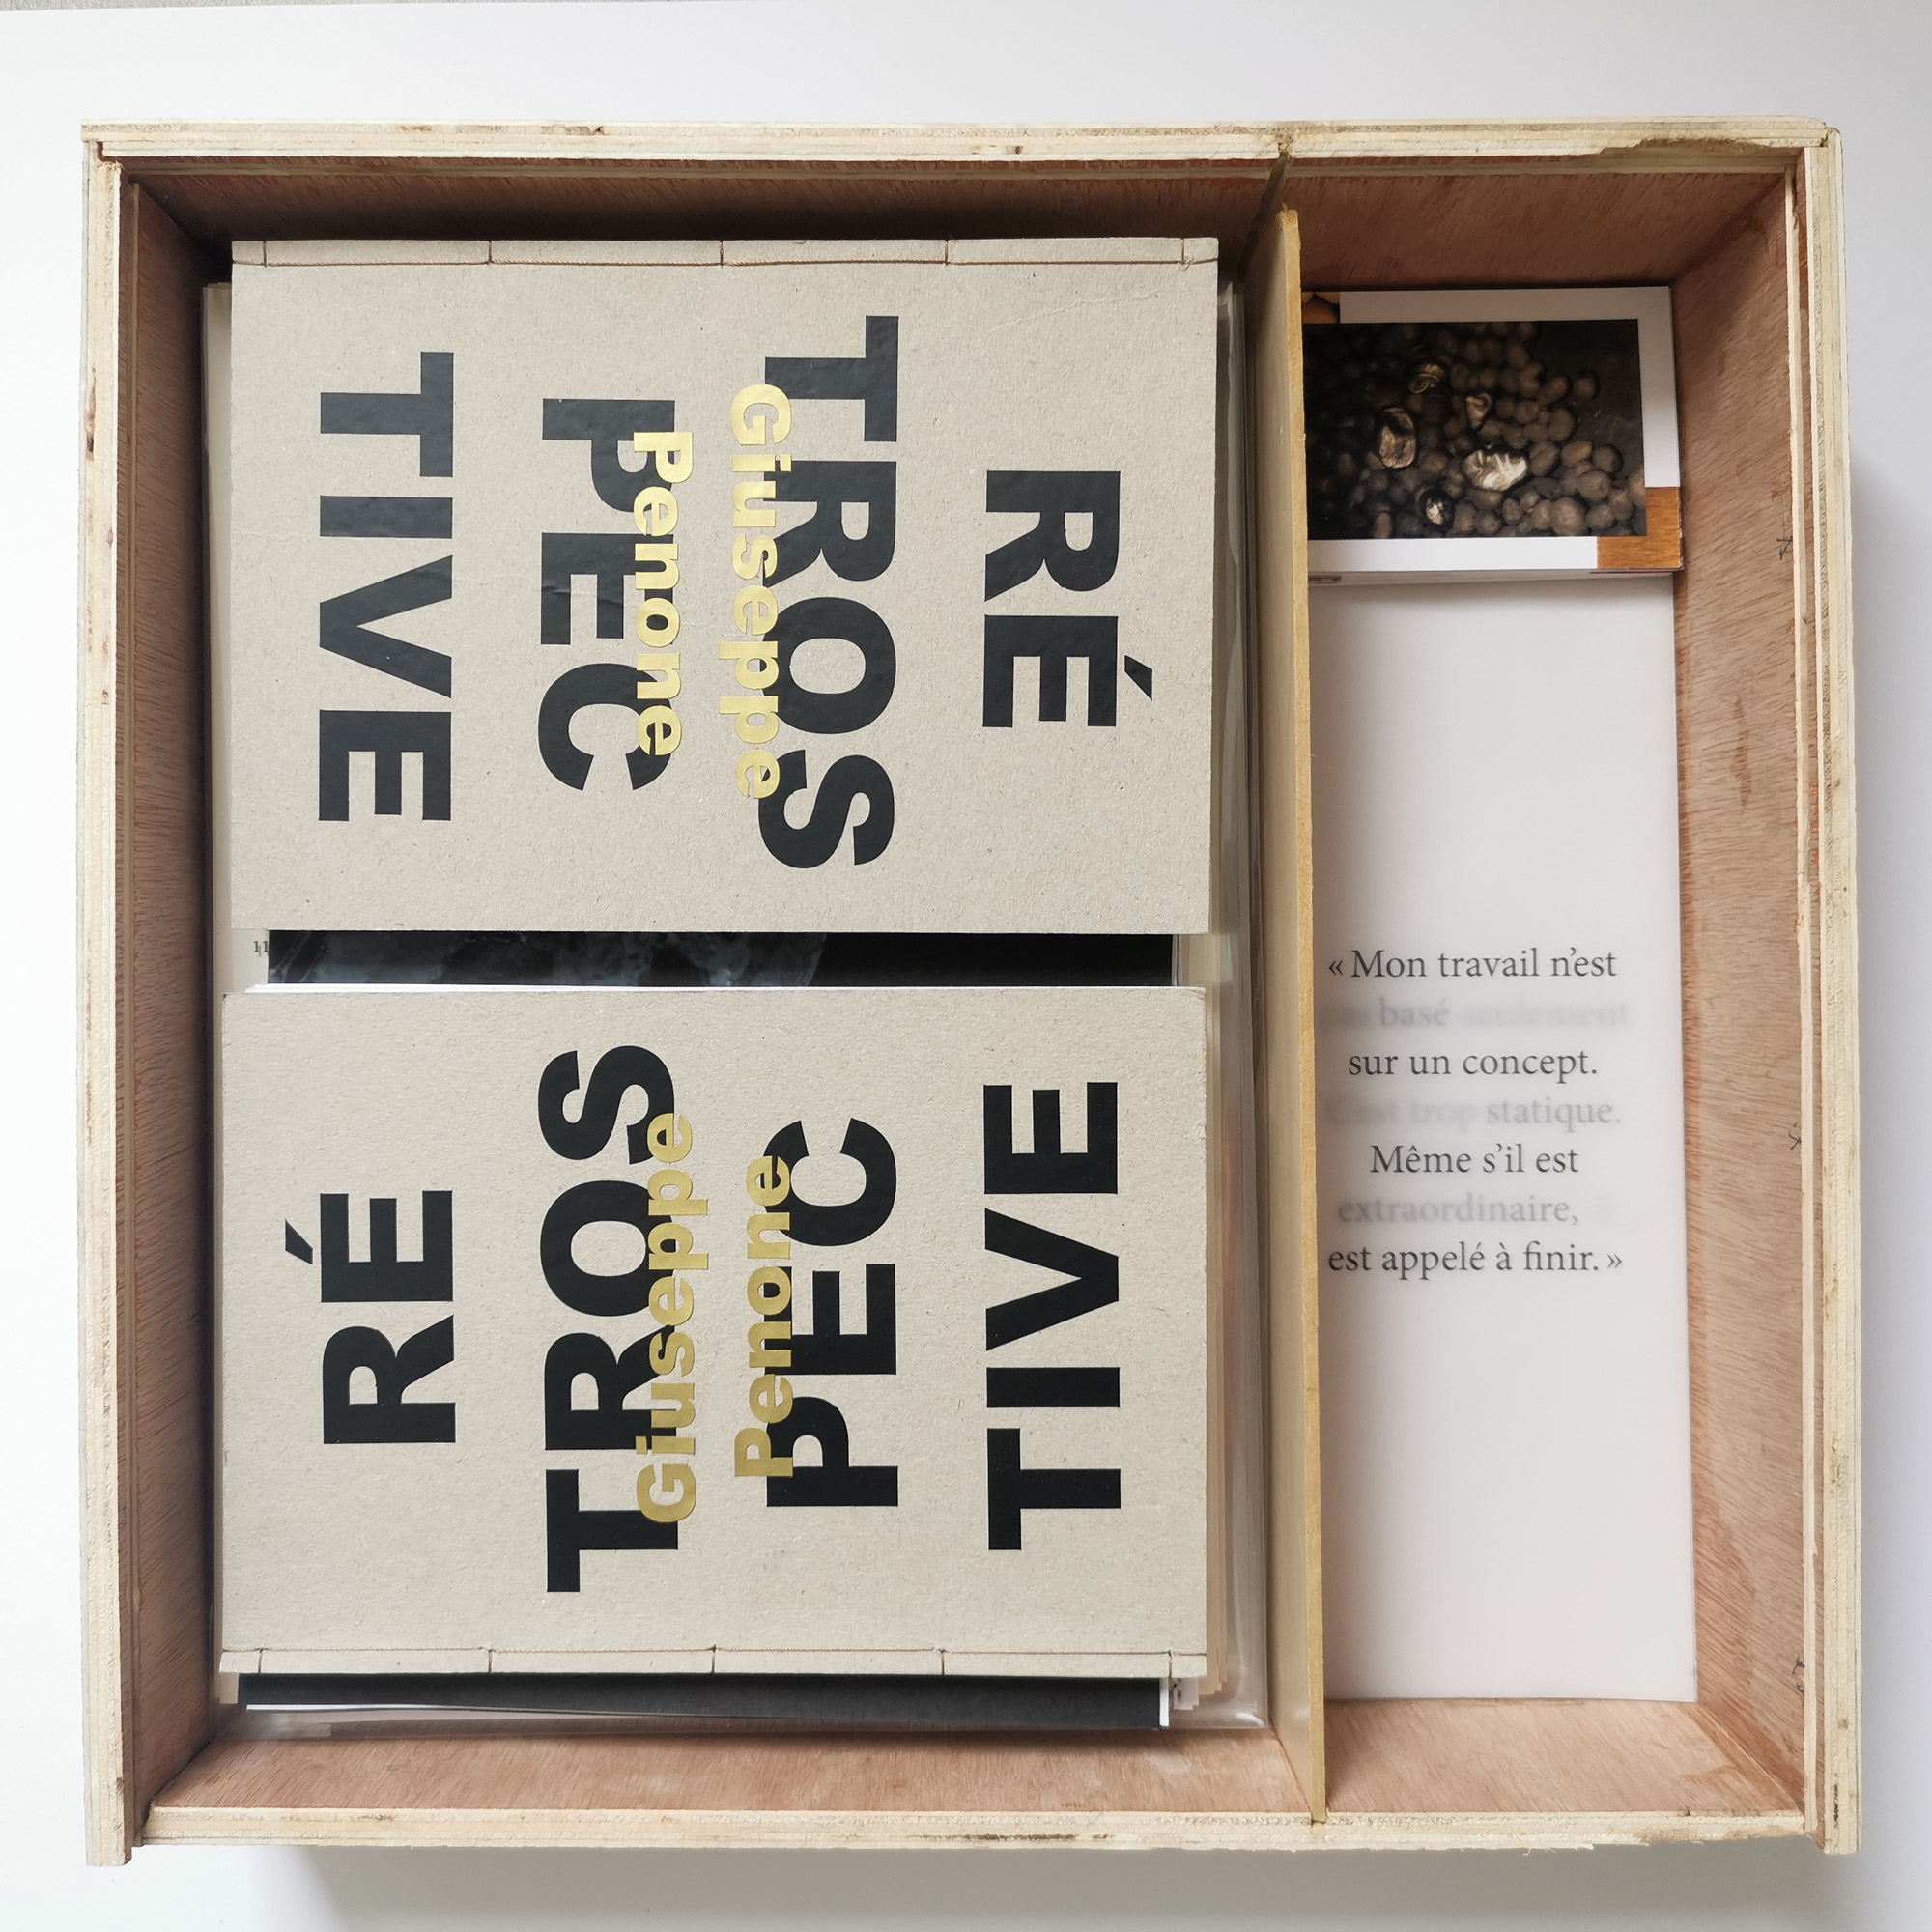 RÉ
TROS
PEC
TIVE
Giuseppe
Penone
RÉ
TROS
PEC
TIVE
Giuseppe
Penone
« Mon travail n’est
pas basé seulement
sur un concept.
C’est trop statique.
Même s’il est
extraordinaire,
est appelé à finir. »